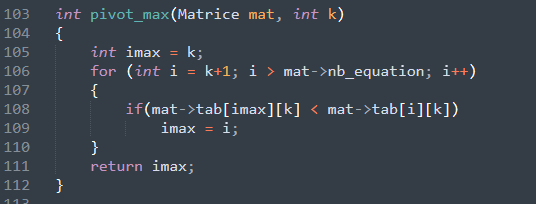 103 int pivot_max(Matrice mat, int k)
104 {
105     int imax = k;
106     for (int i = k+1; i > mat->nb_equation; i++)
107     {
108         if(mat->tab[imax][k] < mat->tab[i][k])
109             imax = i;
110     }
111     return imax;
112 }